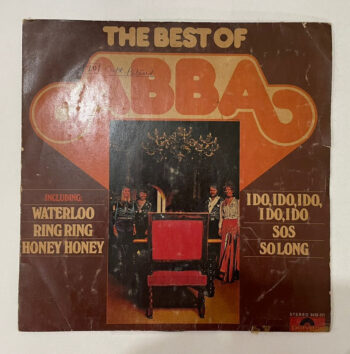 THE BEST OF
ABBA
INCLUDING:
WATERLOO
RING RING
HONEY HONEY
I DO, I DO, I DO,
I DO, I DO
SOS
SO LONG
STEREO